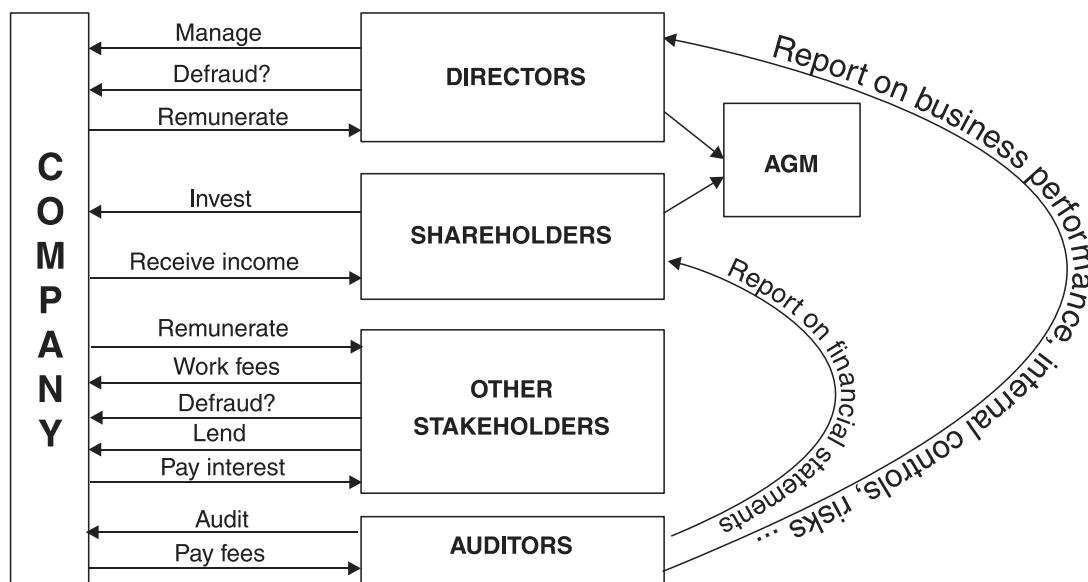 COMPANY
Manage
Defraud?
Remunerate
DIRECTORS
AGM
Invest
Receive income
SHAREHOLDERS
Remunerate
Work fees
Defraud?
Lend
Pay interest
OTHER
STAKEHOLDERS
Audit
Pay fees
AUDITORS
Report on financial statements
Report on business performance, internal controls, risks, ...